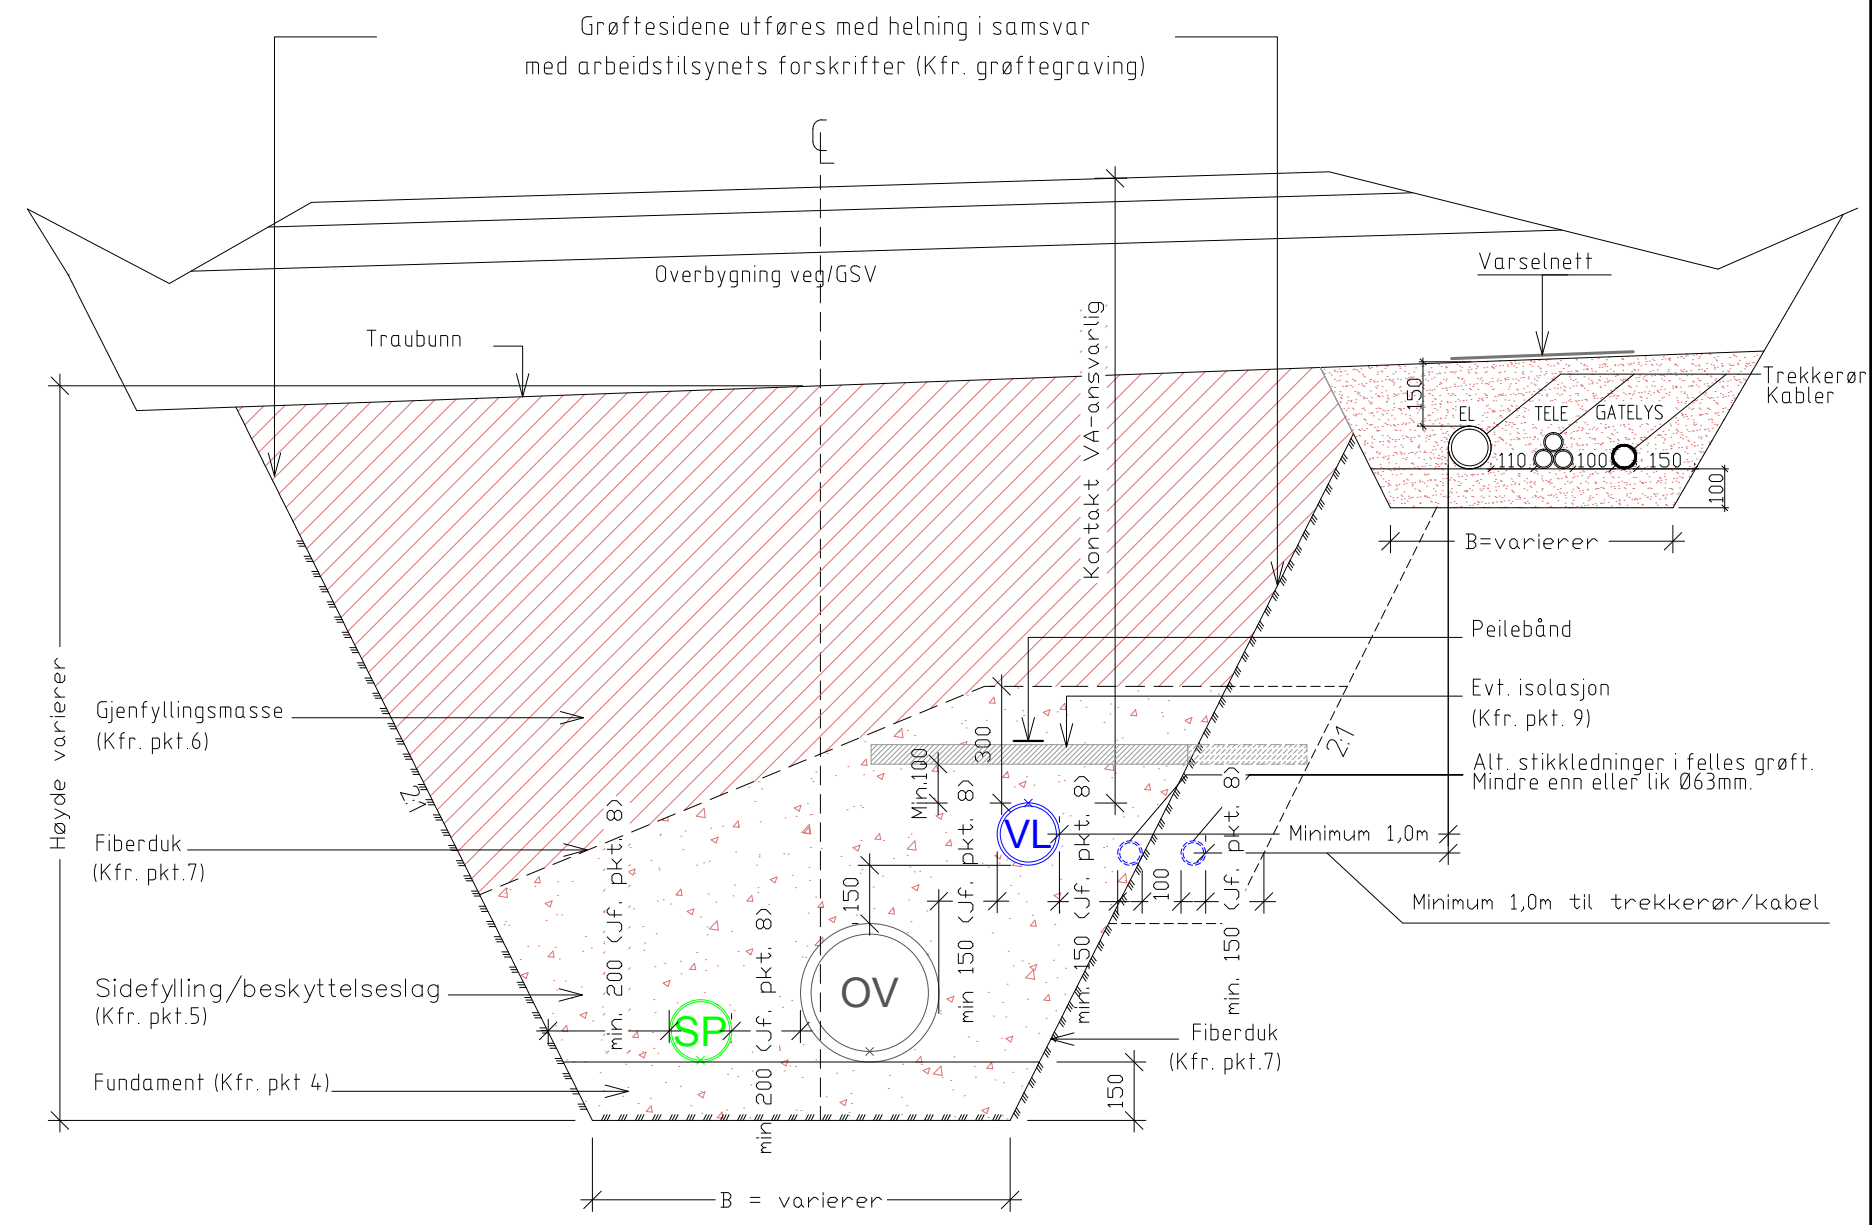 Grøftesidene utføres med helning i samsvar
med arbeidstilsynets forskrifter (Kfr. grøftegraving)
Overbygning veg/GSV
Traubunn
Varselnett
Trekkerør
Kabler
EL
TELE
GATELYS
150
110
100
150
100
B=varierer
Kontakt VA-ansvarlig
Høyde varierer
Gjenfyllingsmasse
(Kfr. pkt.6)
Peilebånd
Evt. isolasjon
(Kfr. pkt. 9)
2:1
Alt. stikkledninger i felles grøft.
Mindre enn eller lik Ø63mm.
Minimum 1,0m
Minimum 1,0m til trekkerør/kabel
1:2
300
Min.100
Fiberduk
(Kfr. pkt.7)
VL
150
100
OV
SP
min. 200 (Jf. pkt. 8)
min 200 (Jf. pkt. 8)
min 150 (Jf. pkt. 8)
min. 150 (Jf. pkt. 8)
min. 150 (Jf. pkt. 8)
Sidefylling/beskyttelseslag
(Kfr. pkt.5)
Fiberduk
(Kfr. pkt.7)
Fundament (Kfr. pkt 4)
150
B = varierer